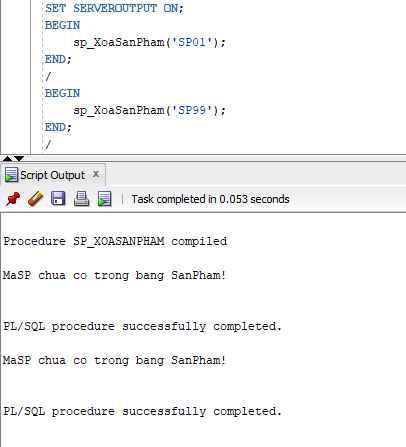 SET SERVEROUTPUT ON;
BEGIN
sp_XoaSanPham('SP01');
END;
/
BEGIN
sp_XoaSanPham('SP99');
END;
/
Script Output x
Task completed in 0.053 seconds
Procedure SP_XOASANPHAM compiled
MaSP chua co trong bang SanPham!
PL/SQL procedure successfully completed.
MaSP chua co trong bang SanPham!
PL/SQL procedure successfully completed.